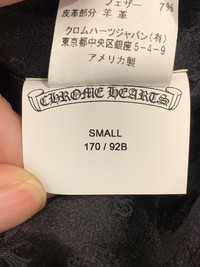 フェザー 7%
皮革部分 羊革
クロムハーツジャパン(有)
東京都中央区銀座5-4-9
アメリカ製
CHROME HEARTS
SMALL
170 / 92B